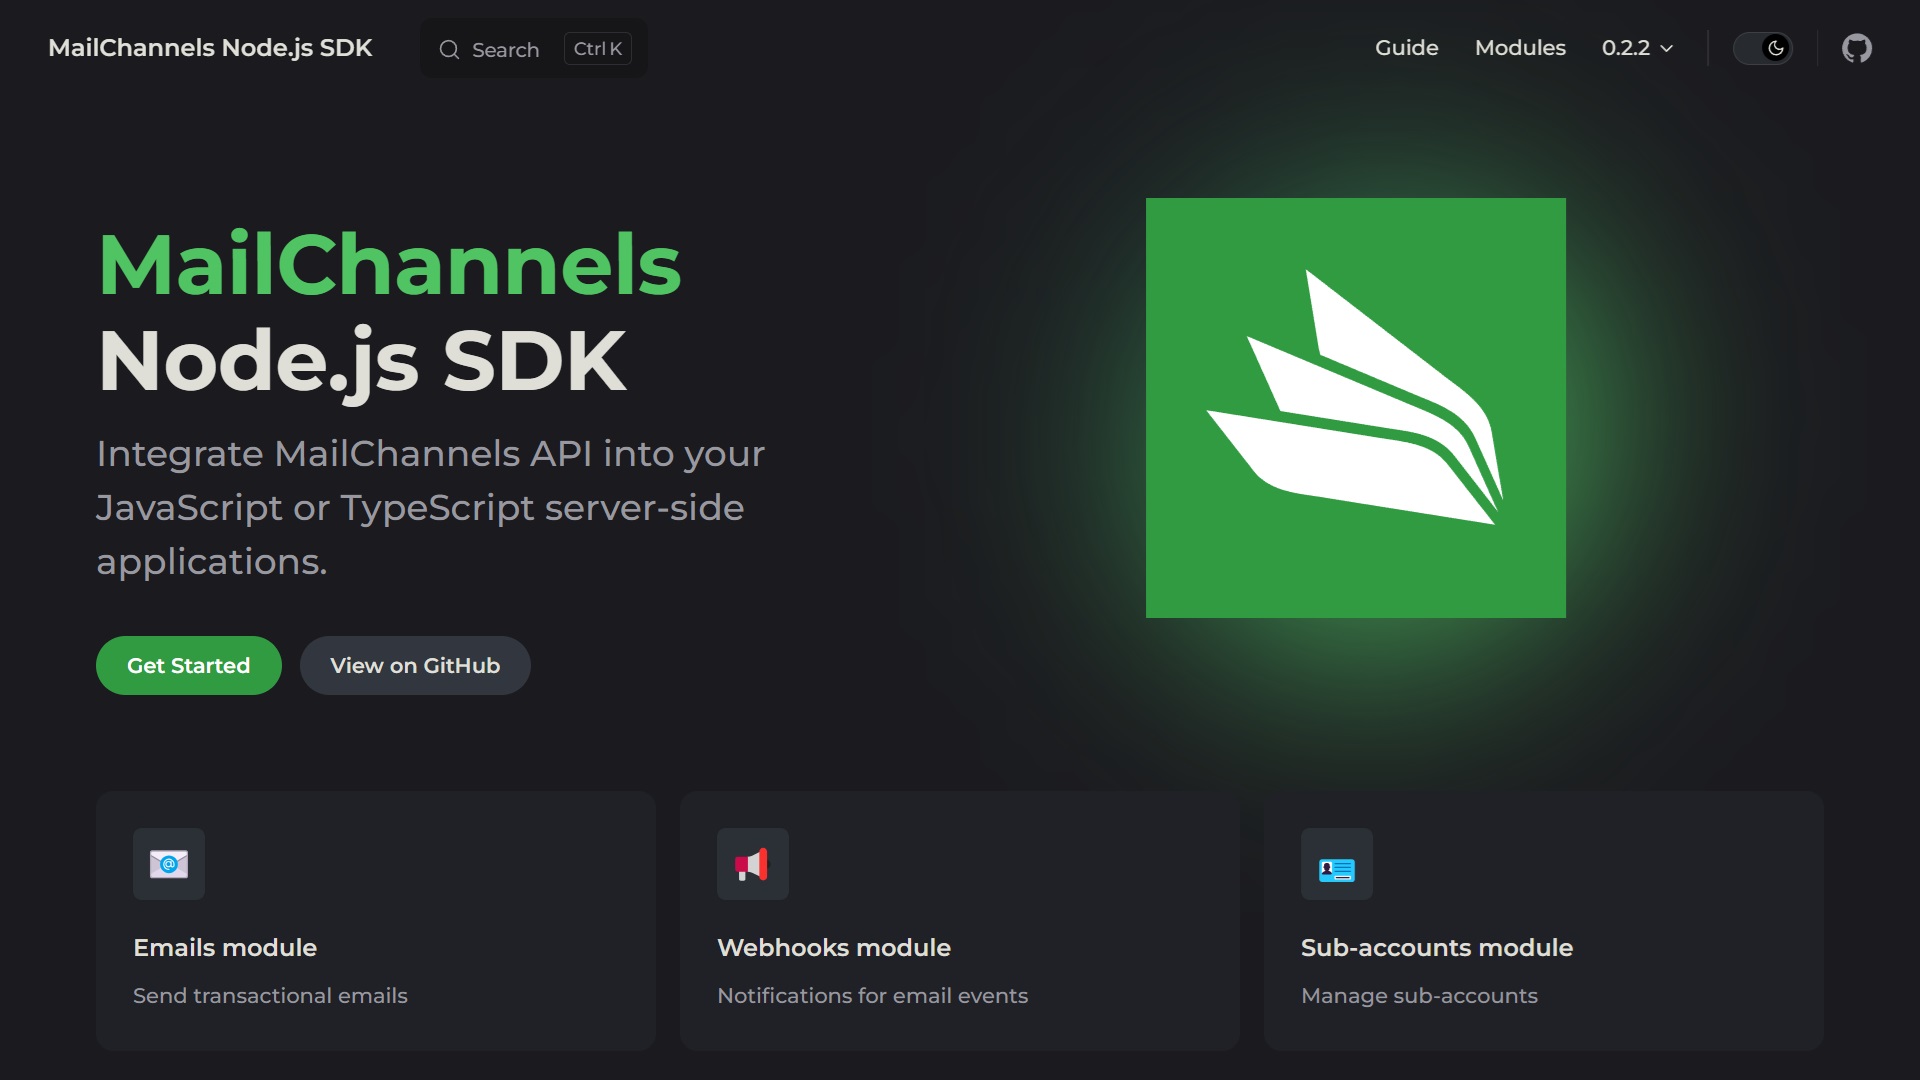 MailChannels Node.js SDK
Search Ctrl K
Guide Modules 0.2.2
MailChannels
Node.js SDK
Integrate MailChannels API into your
JavaScript or TypeScript server-side
applications.
Get Started View on GitHub
Emails module
Send transactional emails
Webhooks module
Notifications for email events
Sub-accounts module
Manage sub-accounts